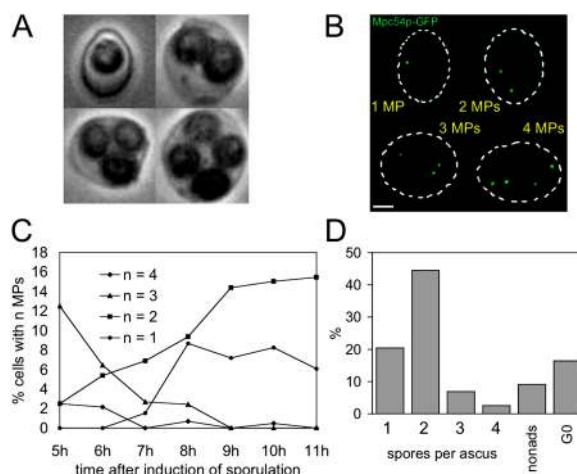 A
B
Mpc54p-GFP
1 MP
2 MPs
3 MPs
4 MPs
C
% cells with n MPs
18
16
14
12
10
8
6
4
2
0
n = 4
n = 3
n = 2
n = 1
5h 6h 7h 8h 9h 10h 11h
time after induction of sporulation
D
%
50
40
30
20
10
0
1 2 3 4 nonads G0
spores per ascus